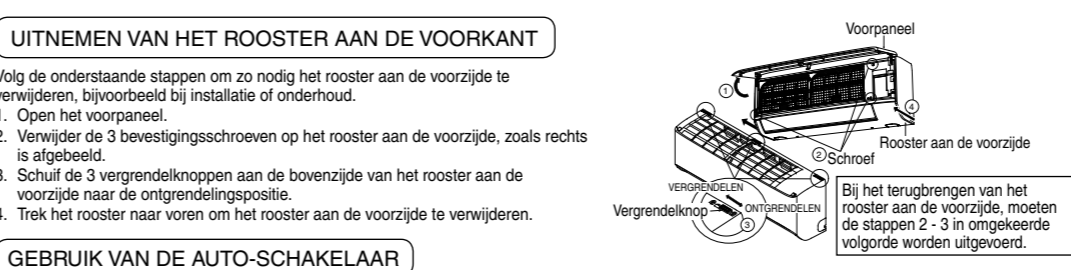 UITNEMEN VAN HET ROOSTER AAN DE VOORKANT
Volg de onderstaande stappen om zo nodig het rooster aan de voorzijde te
verwijderen, bijvoorbeeld bij installatie of onderhoud.
1. Open het voorpaneel.
2. Verwijder de 3 bevestigingsschroeven op het rooster aan de voorzijde, zoals rechts
is afgebeeld.
3. Schuif de 3 vergrendelknoppen aan de bovenzijde van het rooster aan de
voorzijde naar de ontgrendelingspositie.
4. Trek het rooster naar voren om het rooster aan de voorzijde te verwijderen.
GEBRUIK VAN DE AUTO-SCHAKELAAR
Voorpaneel
1
4
Rooster aan de voorzijde
2 Schroef
VERGRENDELEN
ONTGRENDELEN
Vergrendelknop
3
Bij het terugbrengen van het
rooster aan de voorzijde, moeten
de stappen 2 - 3 in omgekeerde
volgorde worden uitgevoerd.